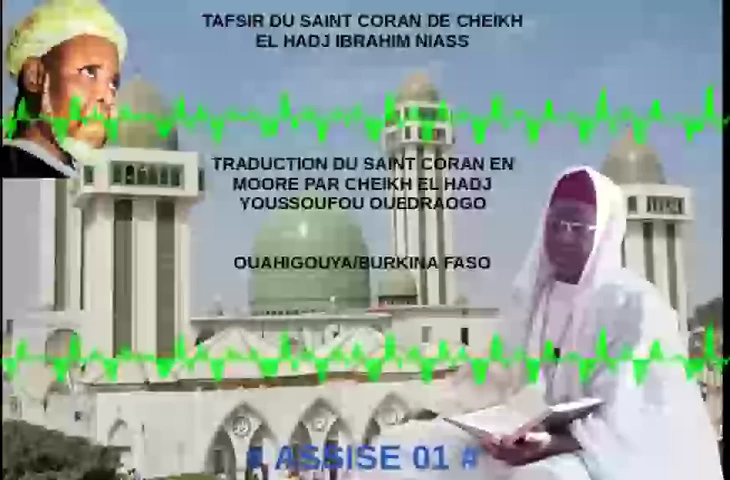 TAFSIR DU SAINT CORAN DE CHEIKH
EL HADJ IBRAHIM NIASS
TRADUCTION DU SAINT CORAN EN
MOORE PAR CHEIKH EL HADJ
YOUSSOUFOU OUEDRAOGO
OUAHIGOUYA/BURKINA FASO
# ASSISE 01 #